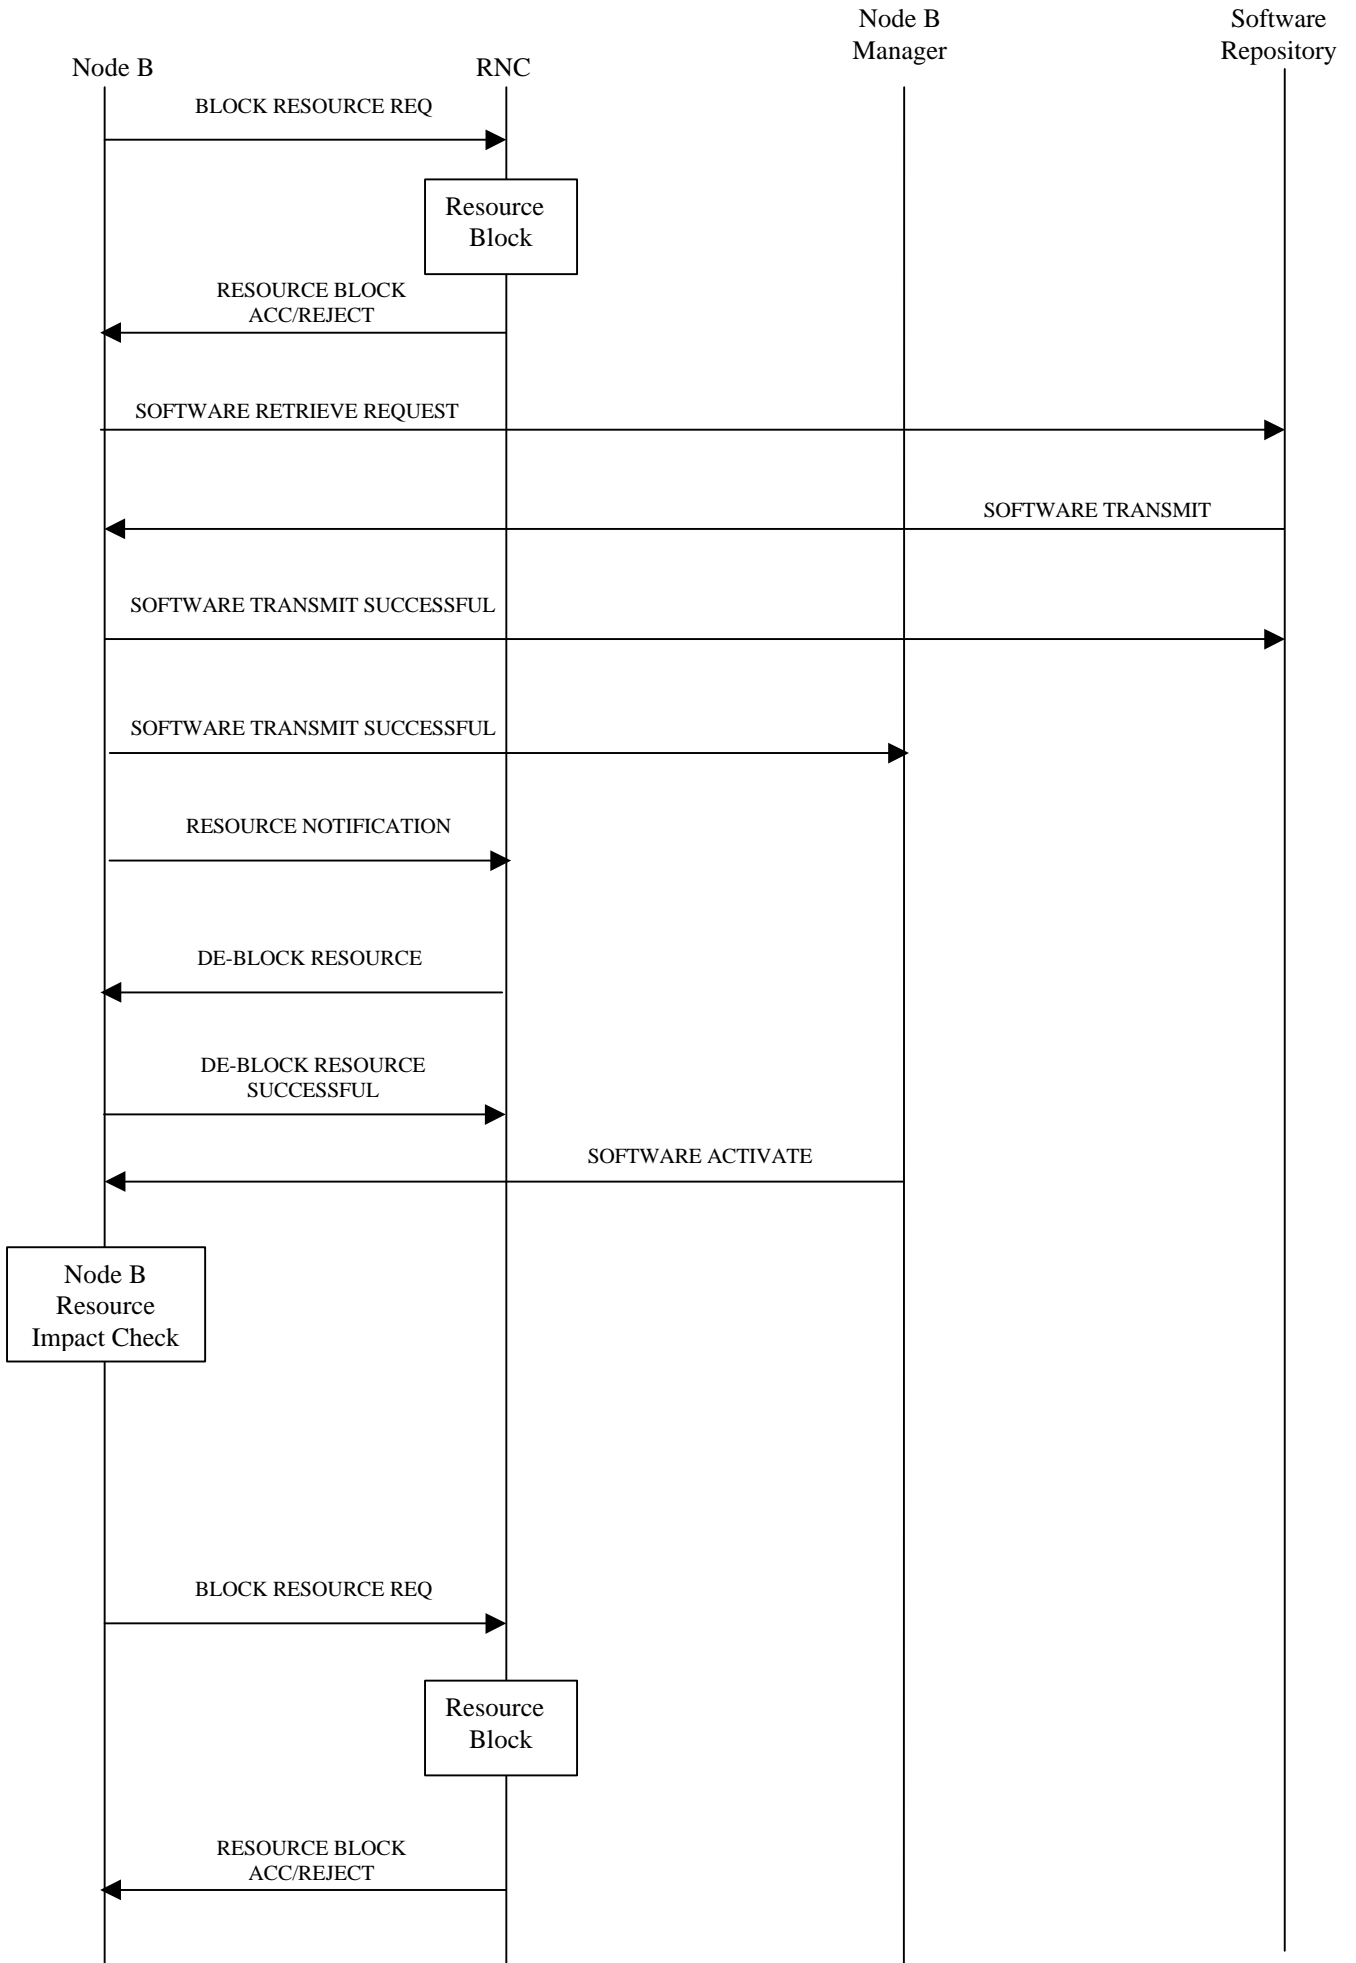 Node B
Manager
Software
Repository
Node B
RNC
BLOCK RESOURCE REQ
Resource
Block
RESOURCE BLOCK
ACC/REJECT
SOFTWARE RETRIEVE REQUEST
SOFTWARE TRANSMIT
SOFTWARE TRANSMIT SUCCESSFUL
SOFTWARE TRANSMIT SUCCESSFUL
RESOURCE NOTIFICATION
DE-BLOCK RESOURCE
DE-BLOCK RESOURCE
SUCCESSFUL
SOFTWARE ACTIVATE
Node B
Resource
Impact Check
BLOCK RESOURCE REQ
Resource
Block
RESOURCE BLOCK
ACC/REJECT